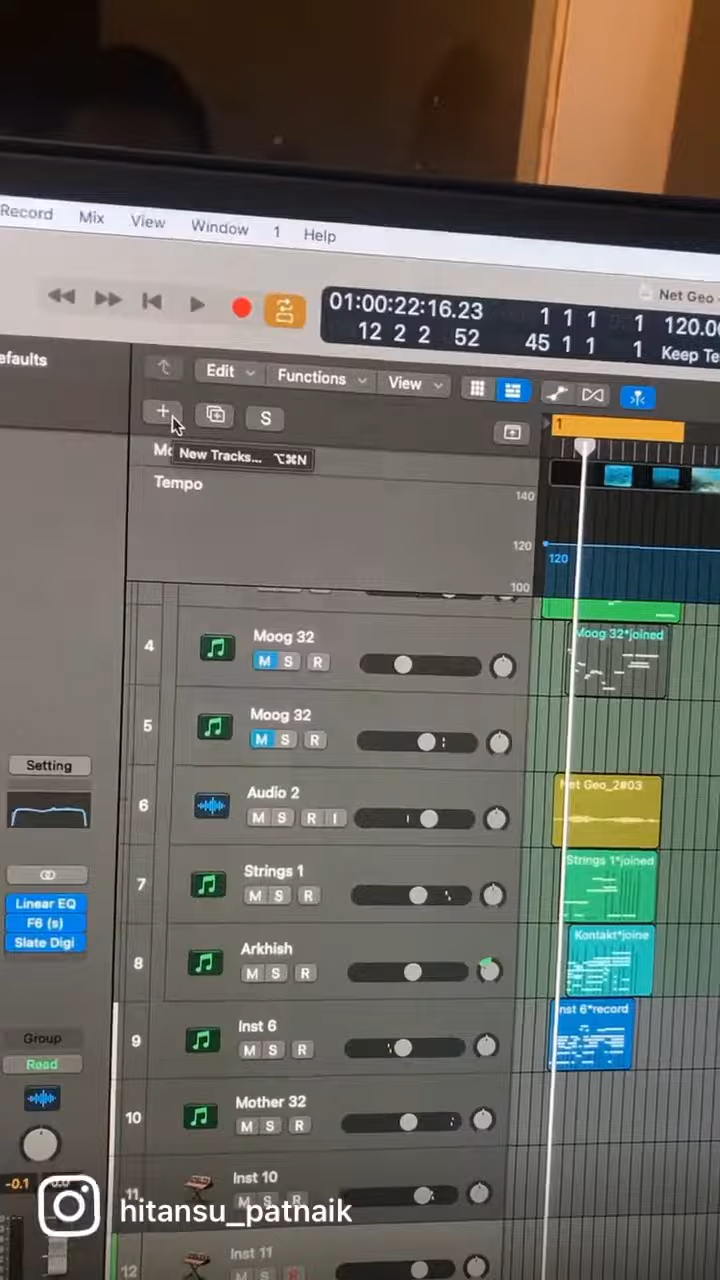 Record Mix View Window 1 Help
Net Geo
01:00:22:16.23 1 1 1 1 120.0
12 2 2 52 45 1 1 1 Keep Te
efaults
Edit Functions View
S
1
New Tracks... ⌥⌘N
Tempo
140
120
120
100
4 Moog 32 Moog 32*joined
M S R
5 Moog 32
M S R
Setting
6 Audio 2 Net Geo_2#03
M S R I
7 Strings 1 Strings 1*joined
M S R
Linear EQ
F6 (s)
Slate Digi
8 Arkhish Kontakt*joine
M S R
9 Inst 6 nst 6*record
M S R
Group
Read
10 Mother 32
M S R
11 Inst 10
M S R
-0.1 0.0
hitansu_patnaik
12 Inst 11
M S R